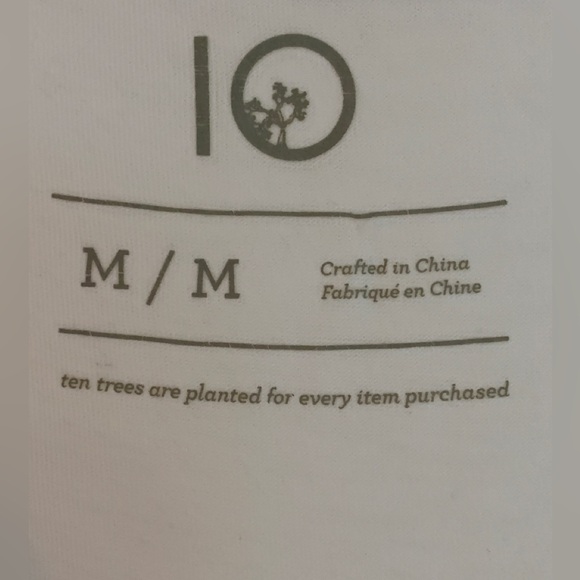 10
M / M
Crafted in China
Fabriqué en Chine
ten trees are planted for every item purchased